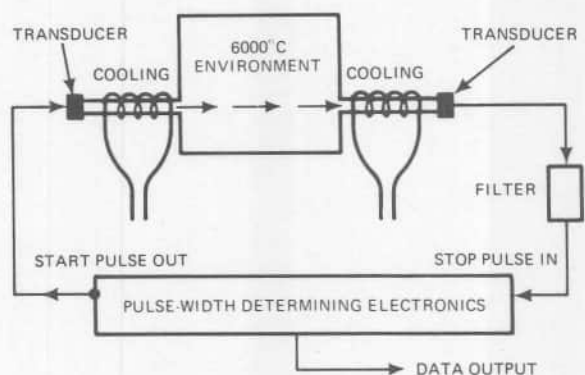 TRANSDUCER
COOLING
6000°C
ENVIRONMENT
COOLING
TRANSDUCER
FILTER
START PULSE OUT
STOP PULSE IN
PULSE-WIDTH DETERMINING ELECTRONICS
DATA OUTPUT